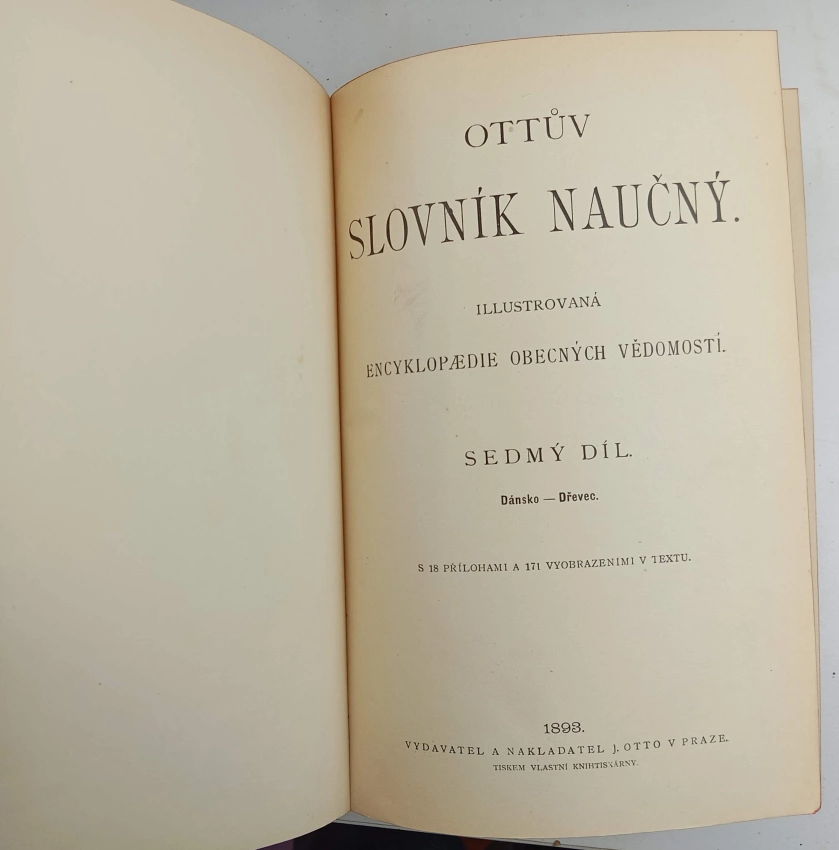 OTTŮV
SLOVNÍK NAUČNÝ.
ILLUSTROVANÁ
ENCYKLOPÆDIE OBECNÝCH VĚDOMOSTÍ.
SEDMÝ DÍL.
Dánsko — Dřevec.
S 18 PŘÍLOHAMI A 171 VYOBRAZENIMI V TEXTU.
1893.
VYDAVATEL A NAKLADATEL J. OTTO V PRAZE.
TISKEM VLASTNÍ KNIHTISKÁRNY.